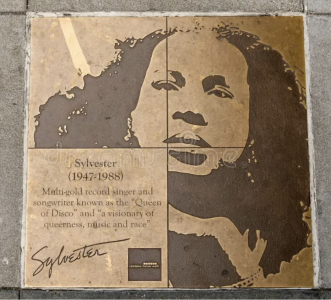 Sylvester
(1947-1988)
Multi-gold record singer and
songwriter known as the "Queen
of Disco" and "a visionary of
queerness, music and race"
Sylvester